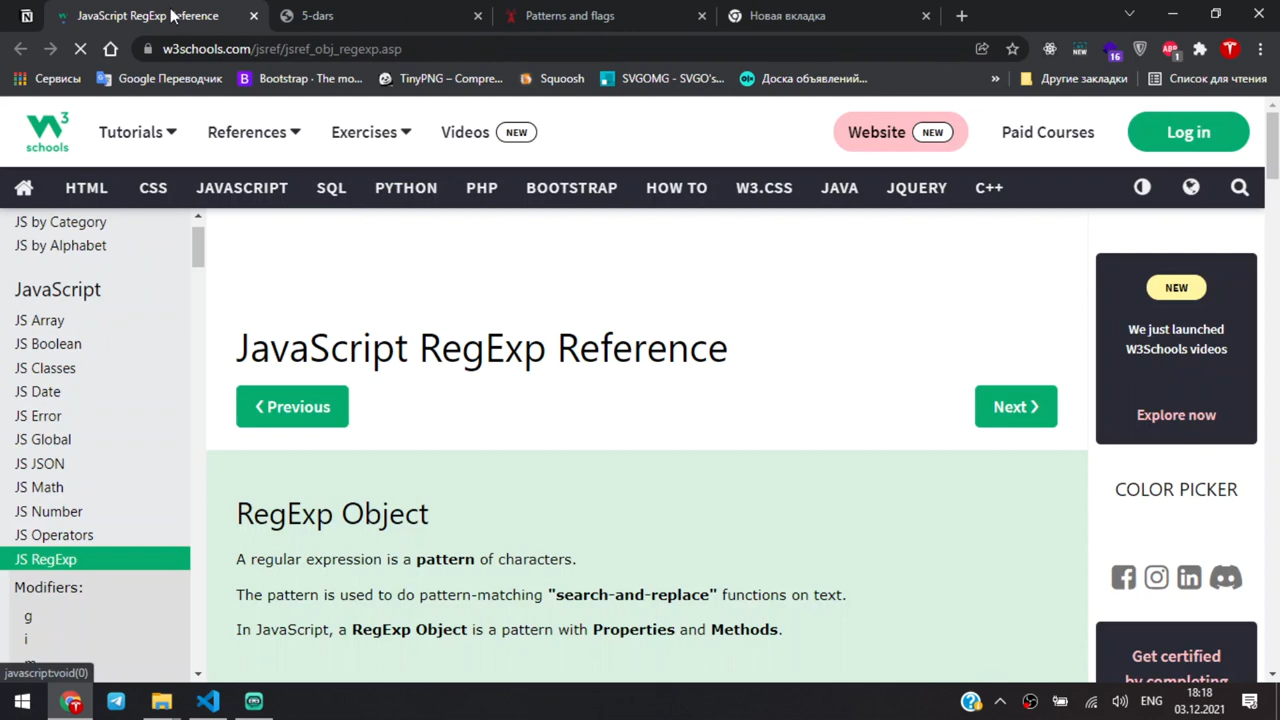 JavaScript RegExp Reference
5-dars
Patterns and flags
Новая вкладка
w3schools.com/jsref/jsref_obj_regexp.asp
NEW
16
ABP
1
Сервисы
Google Переводчик
Bootstrap - The mo...
TinyPNG – Compre...
Squoosh
SVGOMG - SVGO's...
Доска объявлений...
»
Другие закладки
Список для чтения
schools
Tutorials
References
Exercises
Videos NEW
Website NEW
Paid Courses
Log in
HTML
CSS
JAVASCRIPT
SQL
PYTHON
PHP
BOOTSTRAP
HOW TO
W3.CSS
JAVA
JQUERY
C++
JS by Category
JS by Alphabet
JavaScript
JS Array
JS Boolean
JS Classes
JS Date
JS Error
JS Global
JS JSON
JS Math
JS Number
JS Operators
JS RegExp
Modifiers:
g
i
m
javascript:void(0)
JavaScript RegExp Reference
❮ Previous
Next ❯
RegExp Object
A regular expression is a pattern of characters.
The pattern is used to do pattern-matching "search-and-replace" functions on text.
In JavaScript, a RegExp Object is a pattern with Properties and Methods.
NEW
We just launched
W3Schools videos
Explore now
COLOR PICKER
Get certified
by completing
ENG
18:18
03.12.2021